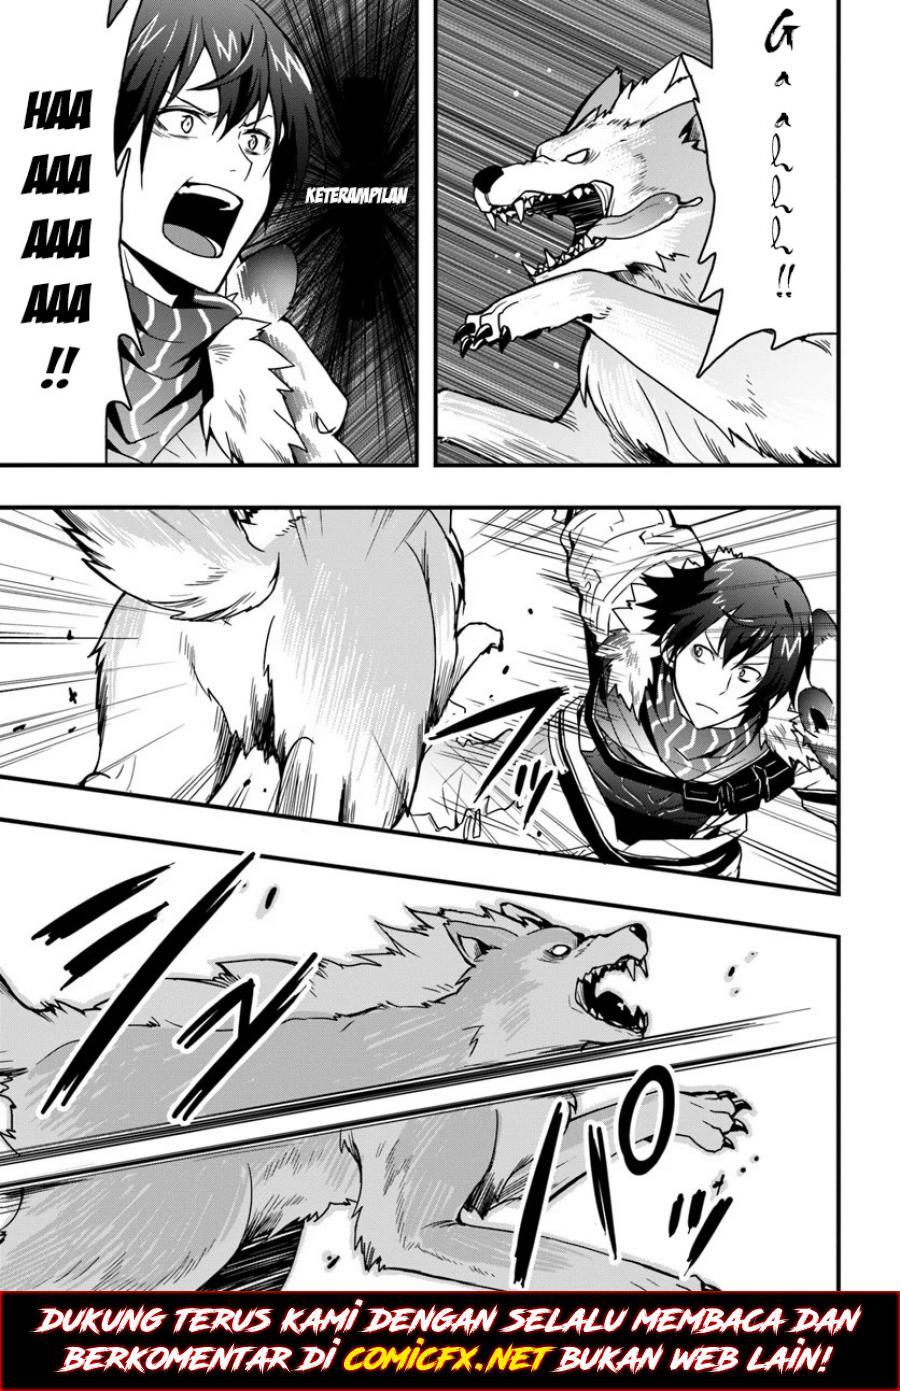 Gaahhh!!
KETERAMPILAN
HAA
AAA
AAA
AAA
!!
DUKUNG TERUS KAMI DENGAN SELALU MEMBACA DAN
BERKOMENTAR DI COMICFX.NET BUKAN WEB LAIN!